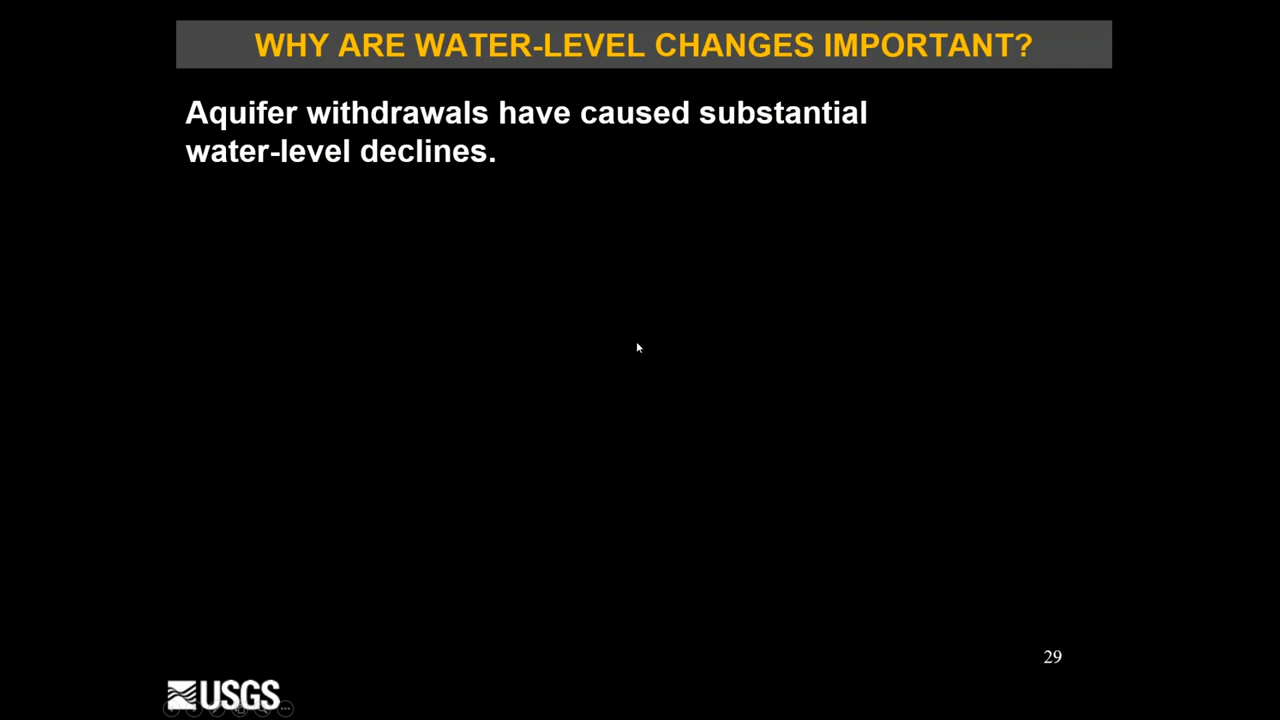 WHY ARE WATER-LEVEL CHANGES IMPORTANT?
Aquifer withdrawals have caused substantial
water-level declines.
29
USGS